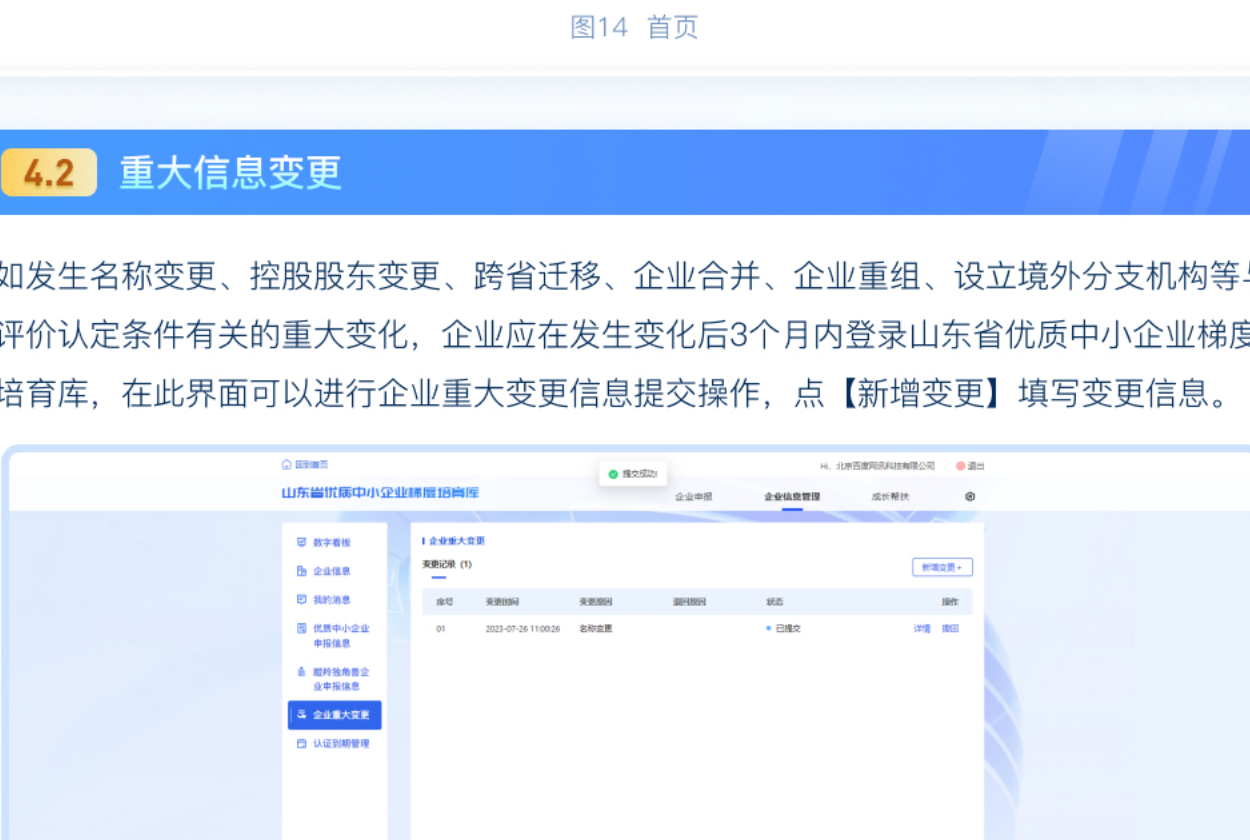 图14 首页
4.2 重大信息变更
如发生名称变更、控股股东变更、跨省迁移、企业合并、企业重组、设立境外分支机构等与
评价认定条件有关的重大变化，企业应在发生变化后3个月内登录山东省优质中小企业梯度
培育库，在此界面可以进行企业重大变更信息提交操作，点【新增变更】填写变更信息。
回到首页
提交成功!
Hi，北京百度网讯科技有限公司 退出
山东省优质中小企业梯度培育库
企业申报 企业信息管理 成长帮扶
数字看板
企业信息
我的消息
优质中小企业
申报信息
瞪羚独角兽企
业申报信息
企业重大变更
认证到期管理
企业重大变更
变更记录 (1)
新增变更 +
序号 变更时间 变更原因 退回原因 状态 操作
01 2023-07-26 11:00:26 名称变更 已提交 详情 撤回